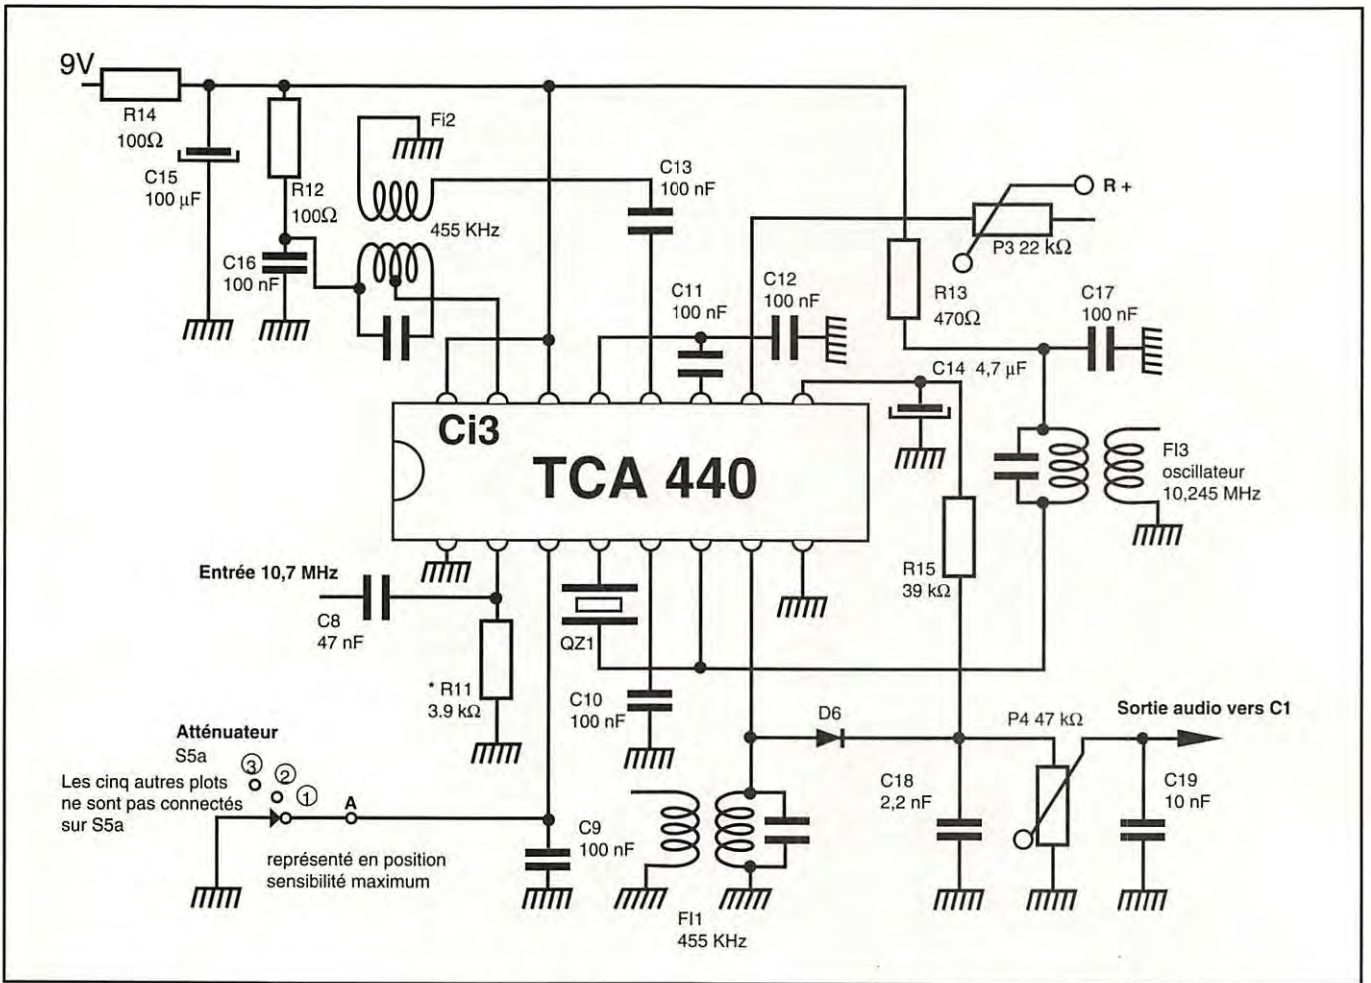 9V
R14
100Ω
C15
100 µF
R12
100Ω
C16
100 nF
Fi2
455 KHz
C13
100 nF
C11
100 nF
C12
100 nF
R +
P3 22 kΩ
R13
470Ω
C17
100 nF
C14 4,7 µF
Ci3
TCA 440
FI3
oscillateur
10,245 MHz
Entrée 10,7 MHz
C8
47 nF
QZ1
R15
39 kΩ
* R11
3.9 kΩ
C10
100 nF
D6
P4 47 kΩ
Sortie audio vers C1
Atténuateur
S5a
Les cinq autres plots
ne sont pas connectés
sur S5a
3
2
1
A
représenté en position
sensibilité maximum
C9
100 nF
FI1
455 KHz
C18
2,2 nF
C19
10 nF